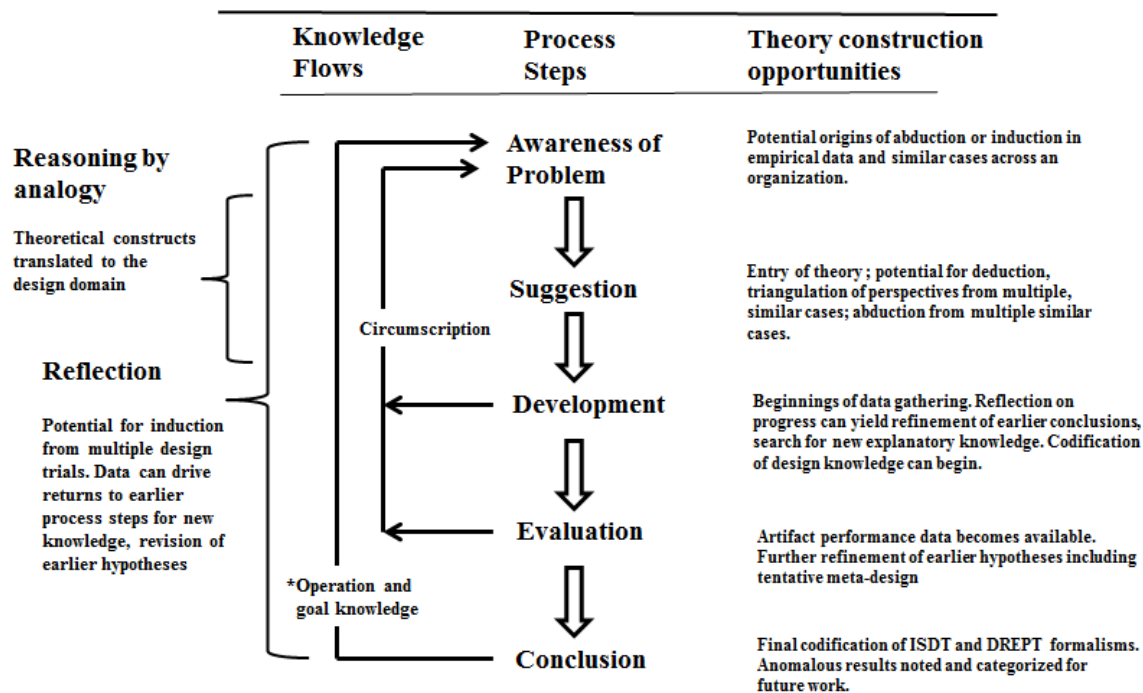 Knowledge
Flows
Process
Steps
Theory construction
opportunities
Reasoning by
analogy
Theoretical constructs
translated to the
design domain
Reflection
Potential for induction
from multiple design
trials. Data can drive
returns to earlier
process steps for new
knowledge, revision of
earlier hypotheses
Circumscription
*Operation and
goal knowledge
Awareness of
Problem
Potential origins of abduction or induction in
empirical data and similar cases across an
organization.
Suggestion
Entry of theory ; potential for deduction,
triangulation of perspectives from multiple,
similar cases; abduction from multiple similar
cases.
Development
Beginnings of data gathering. Reflection on
progress can yield refinement of earlier conclusions,
search for new explanatory knowledge. Codification
of design knowledge can begin.
Evaluation
Artifact performance data becomes available.
Further refinement of earlier hypotheses including
tentative meta-design
Conclusion
Final codification of ISDT and DREPT formalisms.
Anomalous results noted and categorized for
future work.